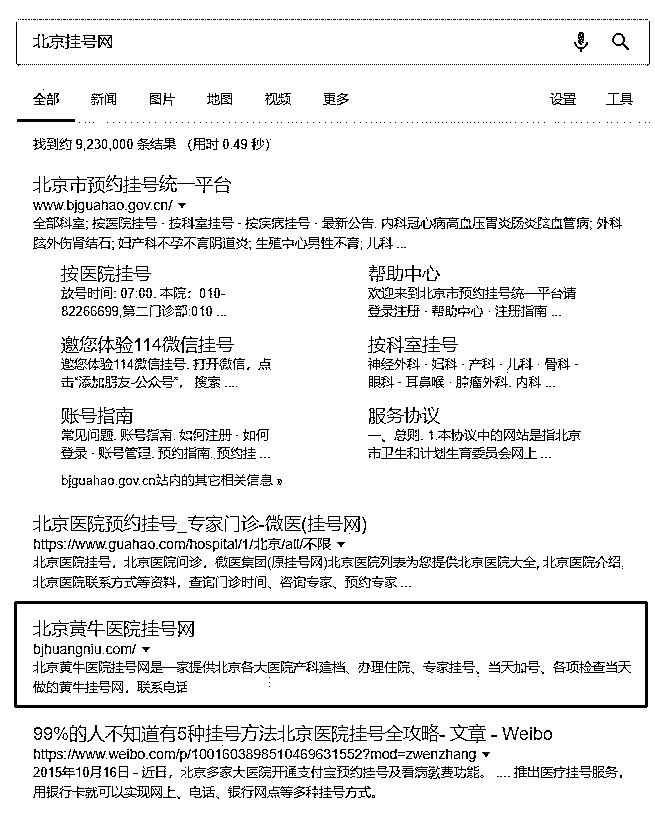 北京挂号网
全部 新闻 图片 地图 视频 更多 设置 工具
找到约 9,230,000 条结果 （用时 0.49 秒）
北京市预约挂号统一平台
www.bjguahao.gov.cn/
全部科室; 按医院挂号 · 按科室挂号 · 按疾病挂号 · 最新公告. 内科冠心病高血压胃炎肠炎脑血管病; 外科
脑外伤肾结石; 妇产科不孕不育阴道炎; 生殖中心男性不育; 儿科 ...
按医院挂号
放号时间: 07:00. 本院：010-
82266699,第二门诊部:010 ...
帮助中心
欢迎来到北京市预约挂号统一平台请
登录注册 · 帮助中心 · 注册指南 ...
邀您体验114微信挂号
邀您体验114微信挂号. 打开微信，点
击“添加朋友-公众号”， 搜索 ....
按科室挂号
神经外科 · 妇科 · 产科 · 儿科 · 骨科 ·
眼科 · 耳鼻喉 · 肿瘤外科. 内科 ...
账号指南
常见问题. 账号指南. 如何注册 · 如何
登录 · 账号管理. 预约指南. 预约挂 ...
服务协议
一、总则. 1.本协议中的网站是指北京
市卫生和计划生育委员会网上 ...
bjguahao.gov.cn站内的其它相关信息 »
北京医院预约挂号_专家门诊-微医(挂号网)
https://www.guahao.com/hospital/1/北京/all/不限
北京医院挂号，北京医院问诊，微医集团(原挂号网)北京医院列表为您提供北京医院大全, 北京医院介绍,
北京医院联系方式等资料，查询门诊时间、咨询专家、预约专家 ...
北京黄牛医院挂号网
bjhuangniu.com/
北京黄牛医院挂号网是一家提供北京各大医院产科建档、办理住院、专家挂号、当天加号、各项检查当天
做的黄牛挂号网，联系电话
99%的人不知道有5种挂号方法北京医院挂号全攻略- 文章 - Weibo
https://www.weibo.com/p/1001603898510469631552?mod=zwenzhang
2015年10月16日 - 近日，北京多家大医院开通支付宝预约挂号及看病缴费功能。 .... 推出医疗挂号服务，
用银行卡就可以实现网上、电话、银行网点等多种挂号方式。